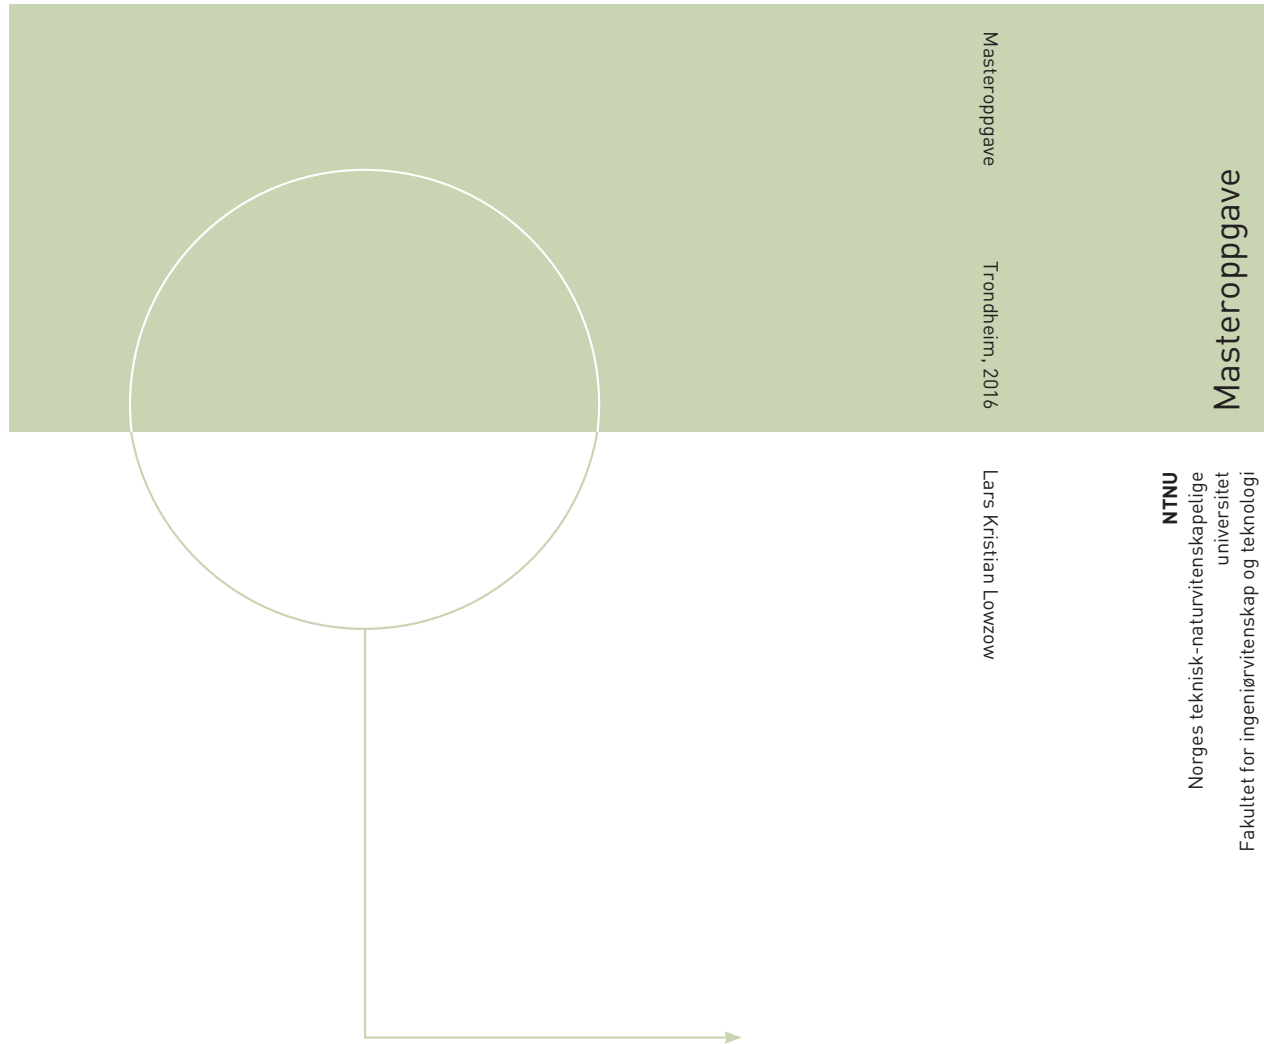 Masteroppgave
Trondheim, 2016
Lars Kristian Lowzow
Masteroppgave
NTNU
Norges teknisk-naturvitenskapelige
universitet
Fakultet for ingeniørvitenskap og teknologi